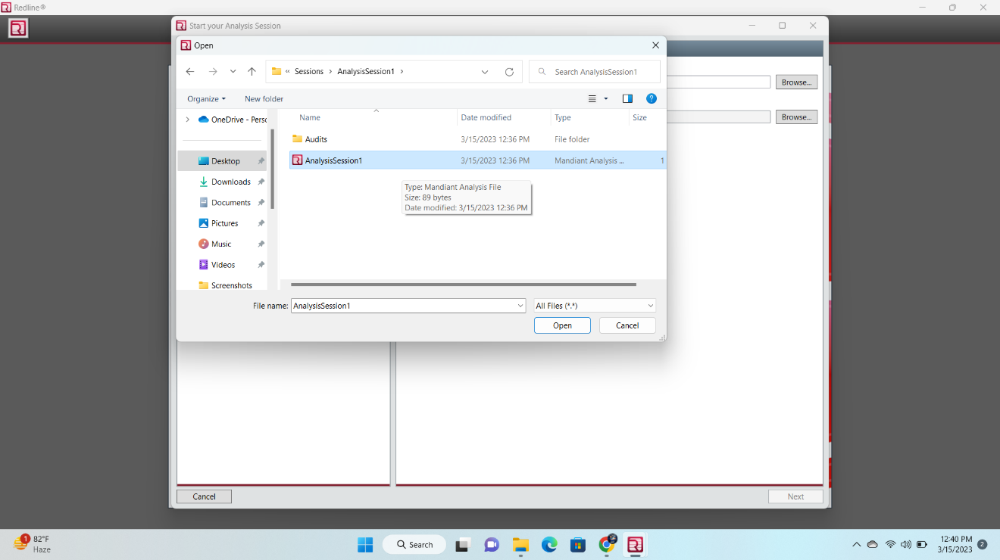 Redline®
Start your Analysis Session
Open
« Sessions > AnalysisSession1 >
Search AnalysisSession1
Browse...
Organize
New folder
Name
Date modified
Type
Size
OneDrive - Perso
Browse...
Audits
3/15/2023 12:36 PM
File folder
AnalysisSession1
3/15/2023 12:36 PM
Mandiant Analysis ...
1
Desktop
Downloads
Documents
Pictures
Music
Videos
Screenshots
Type: Mandiant Analysis File
Size: 89 bytes
Date modified: 3/15/2023 12:36 PM
File name: AnalysisSession1
All Files (*.*)
Open
Cancel
Cancel
Next
1
82°F
Haze
Search
12:40 PM
3/15/2023
2